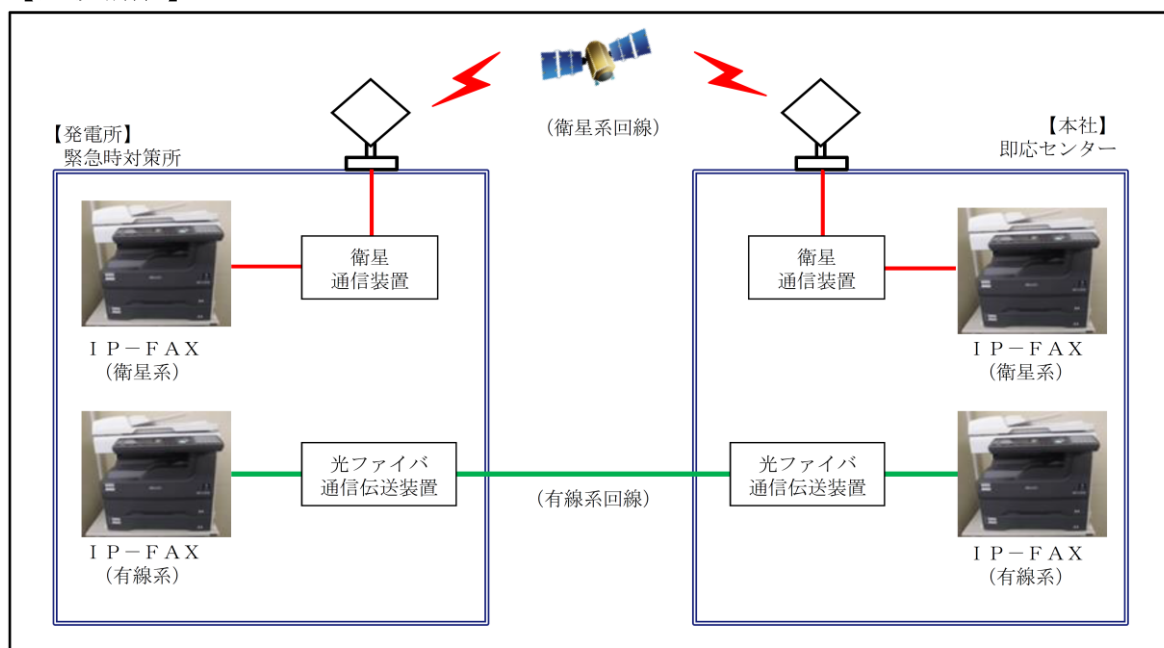 （衛星系回線）
【発電所】
緊急時対策所
【本社】
即応センター
衛星
通信装置
衛星
通信装置
ＩＰ－ＦＡＸ
（衛星系）
ＩＰ－ＦＡＸ
（衛星系）
光ファイバ
通信伝送装置
（有線系回線）
光ファイバ
通信伝送装置
ＩＰ－ＦＡＸ
（有線系）
ＩＰ－ＦＡＸ
（有線系）